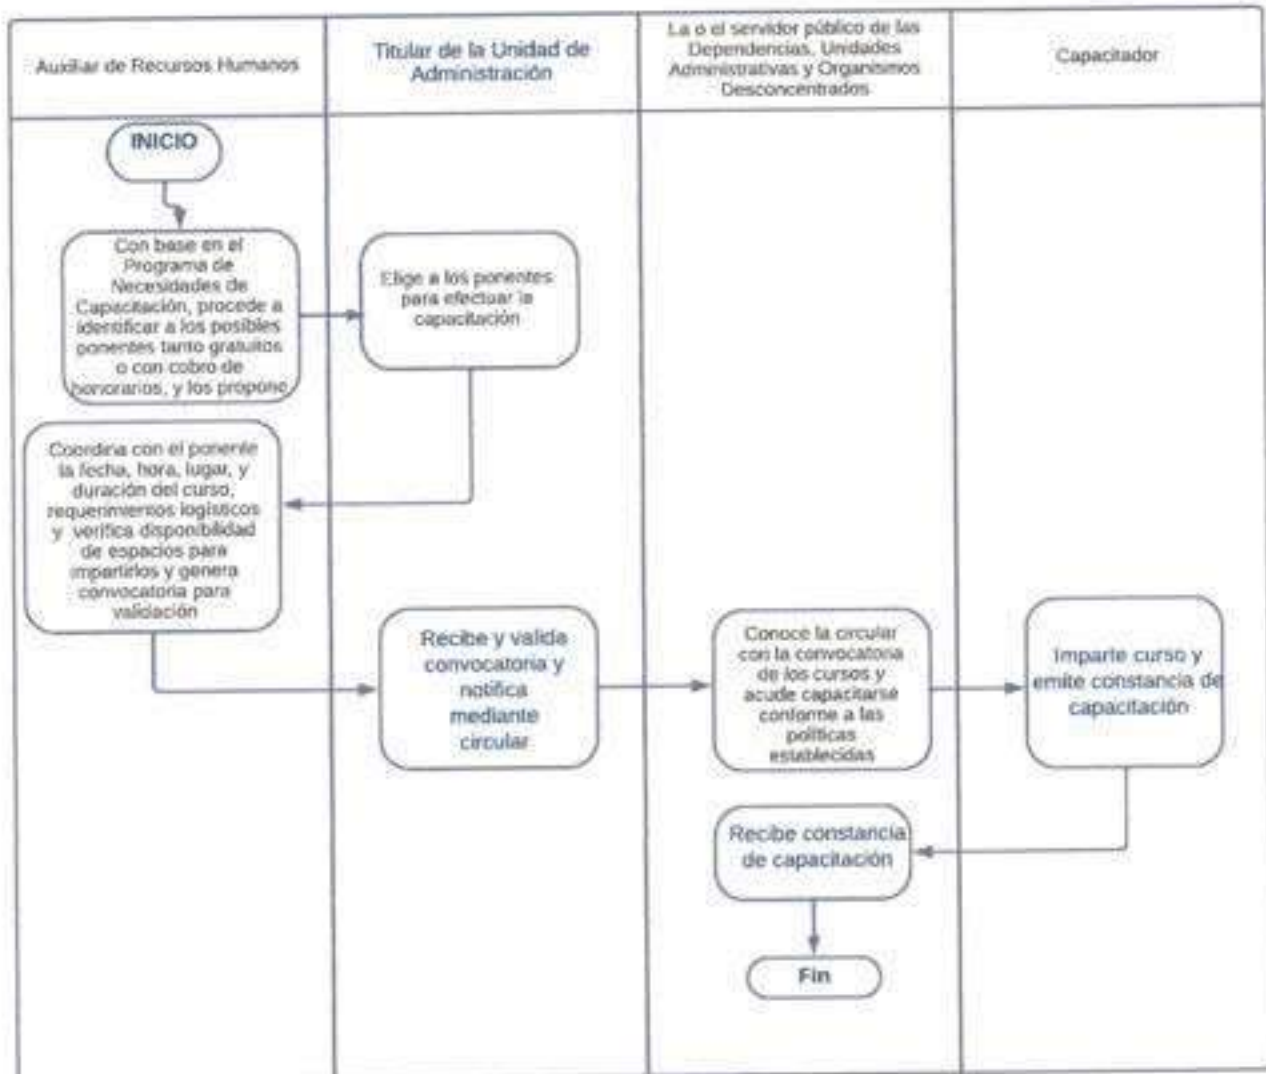 Auxiliar de Recursos Humanos
Titular de la Unidad de
Administración
La o el servidor público de las
Dependencias, Unidades
Administrativas y Organismos
Desconcentrados
Capacitador
INICIO
Con base en el
Programa de
Necesidades de
Capacitación, procede a
identificar a los posibles
ponentes tanto gratuitos
o con cobro de
honorarios, y los propone
Elige a los ponentes
para efectuar la
capacitación
Coordina con el ponente
la fecha, hora, lugar, y
duración del curso,
requerimientos logísticos
y verifica disponibilidad
de espacios para
impartirlos y genera
convocatoria para
validación
Recibe y valida
convocatoria y
notifica
mediante
circular
Conoce la circular
con la convocatoria
de los cursos y
acude capacitarse
conforme a las
políticas
establecidas
Imparte curso y
emite constancia de
capacitación
Recibe constancia
de capacitación
Fin